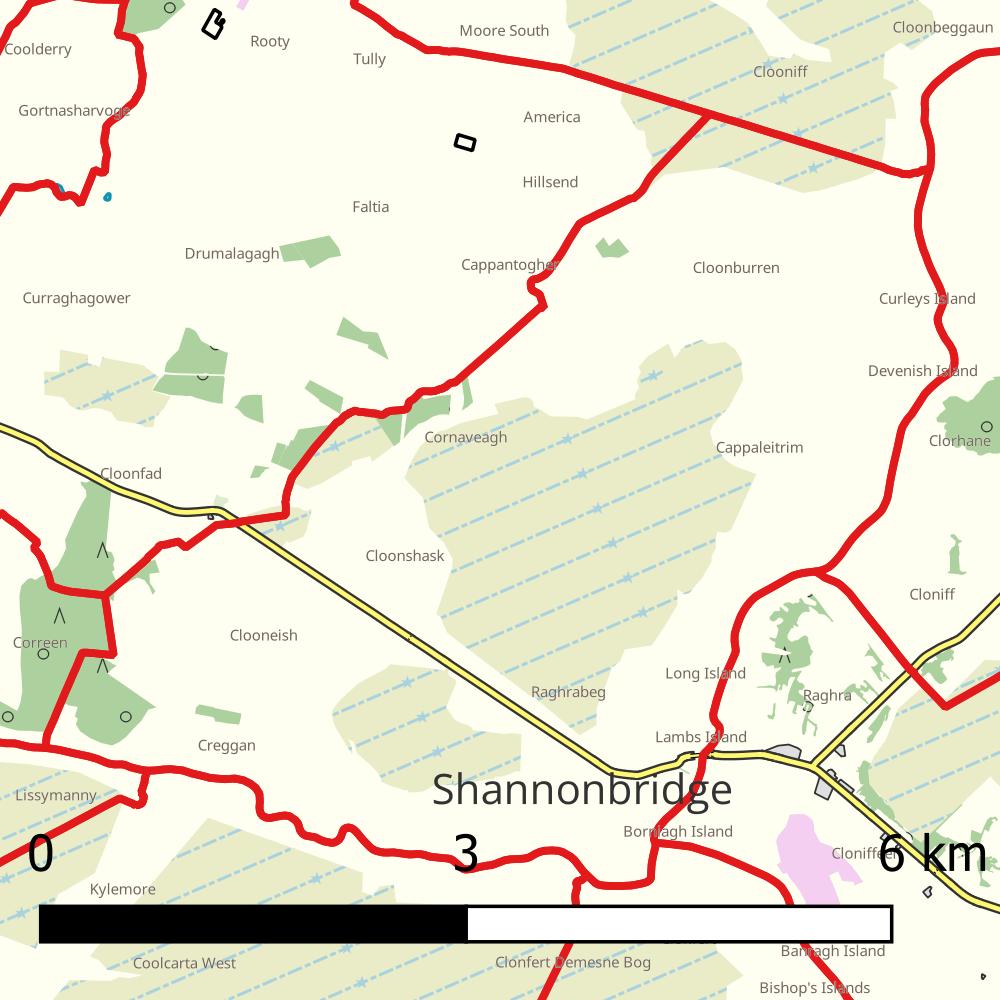 Cloonbeggaun
Moore South
Rooty
Coolderry
Tully
Clooniff
Gortnasharvoge
America
Hillsend
Faltia
Drumalagagh
Cappantogher
Cloonburren
Curraghagower
Curleys Island
Devenish Island
Cornaveagh
Clorhane
Cappaleitrim
Cloonfad
Cloonshask
Cloniff
Clooneish
Correen
Long Island
Raghrabeg
Raghra
Lambs Island
Creggan
Shannonbridge
Lissymanny
Bornagh Island
0
3
6 km
Kylemore
Banragh Island
Coolcarta West
Clonfert Demesne Bog
Bishop's Islands